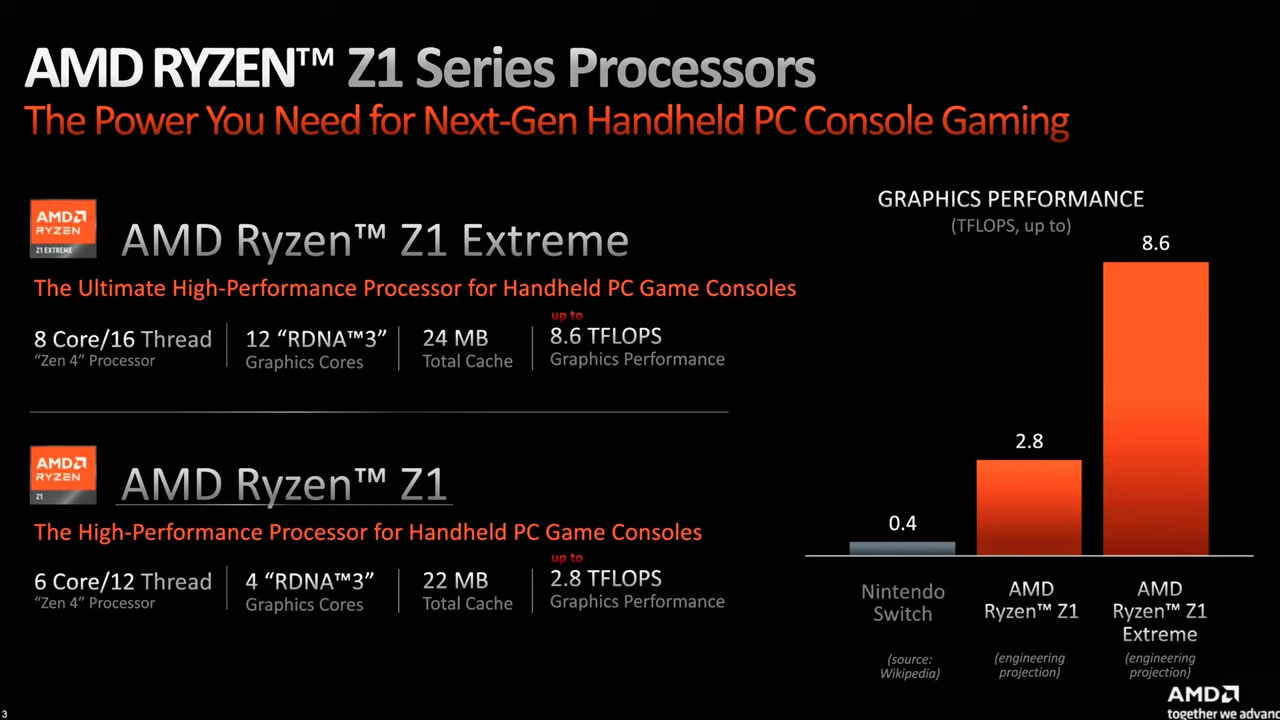 AMD RYZEN™ Z1 Series Processors
The Power You Need for Next-Gen Handheld PC Console Gaming
AMD
RYZEN
Z1 EXTREME
AMD Ryzen™ Z1 Extreme
The Ultimate High-Performance Processor for Handheld PC Game Consoles
8 Core/16 Thread
"Zen 4" Processor
12 "RDNA™3"
Graphics Cores
24 MB
Total Cache
up to
8.6 TFLOPS
Graphics Performance
AMD
RYZEN
Z1
AMD Ryzen™ Z1
The High-Performance Processor for Handheld PC Game Consoles
6 Core/12 Thread
"Zen 4" Processor
4 "RDNA™3"
Graphics Cores
22 MB
Total Cache
up to
2.8 TFLOPS
Graphics Performance
GRAPHICS PERFORMANCE
(TFLOPS, up to)
0.4
2.8
8.6
Nintendo
Switch
(source:
Wikipedia)
AMD
Ryzen™ Z1
(engineering
projection)
AMD
Ryzen™ Z1
Extreme
(engineering
projection)
3
AMD
together we advanc